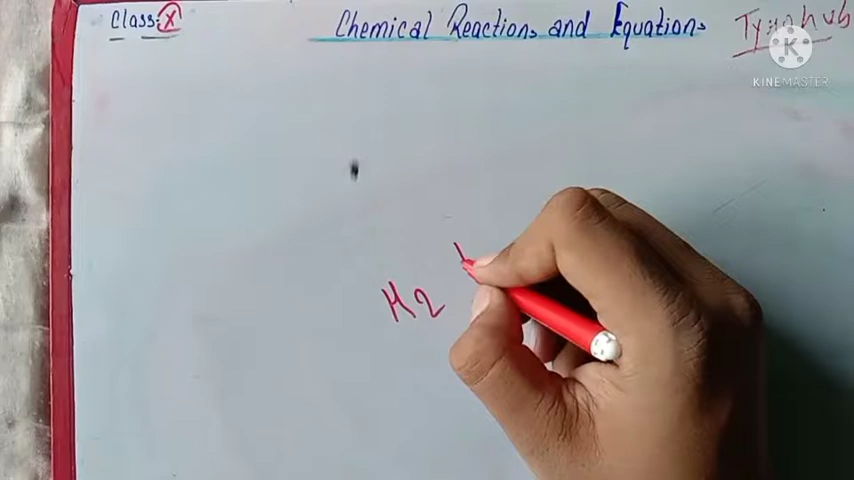 Class: X
Chemical Reactions and Equations.
KINEMASTER
H2